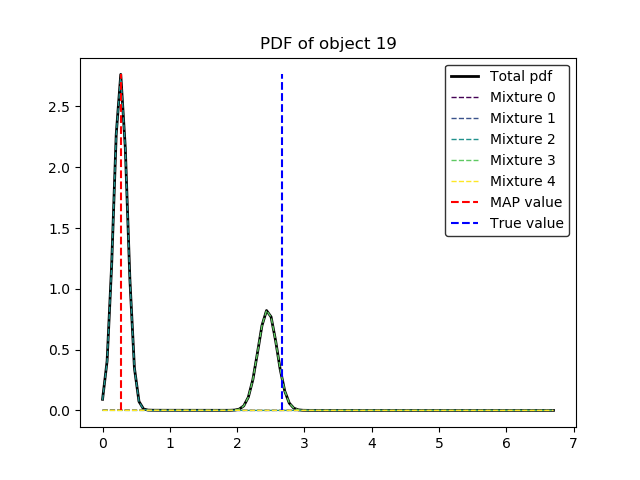 PDF of object 19
Total pdf
Mixture 0
Mixture 1
Mixture 2
Mixture 3
Mixture 4
MAP value
True value
2.5
2.0
1.5
1.0
0.5
0.0
0 1 2 3 4 5 6 7